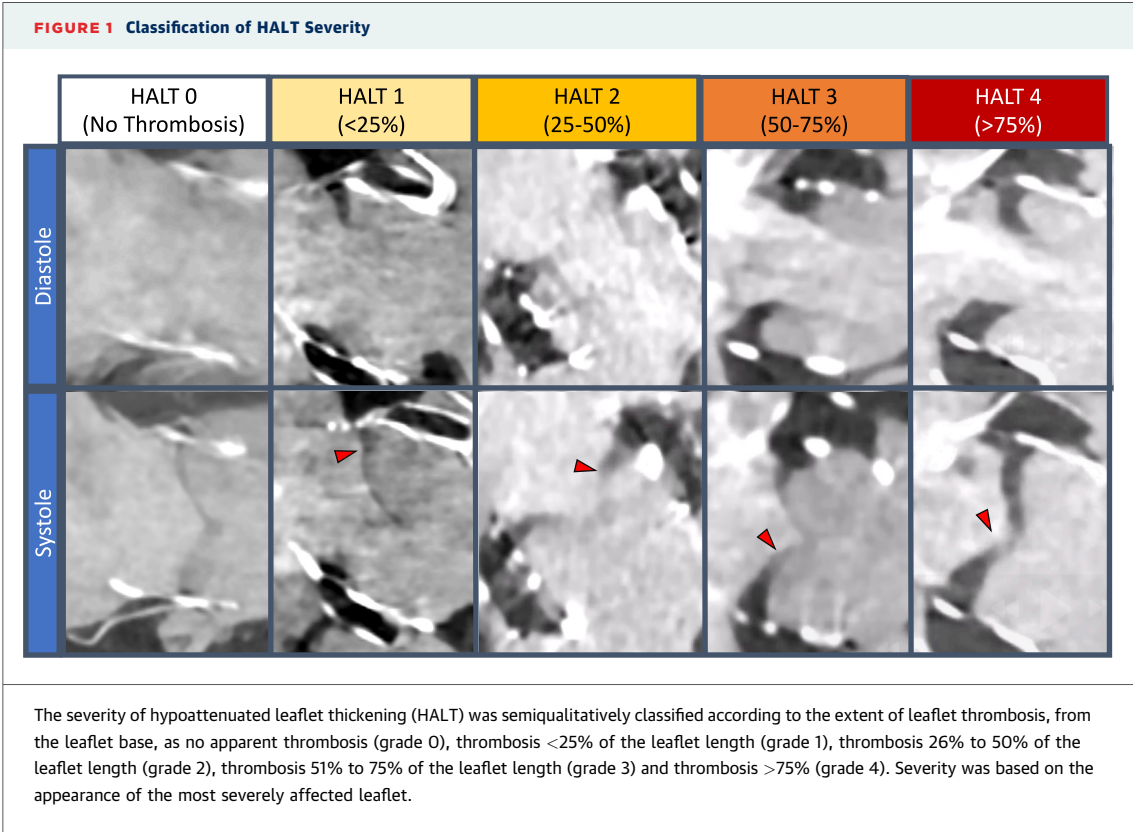 FIGURE 1 Classification of HALT Severity
HALT 0
(No Thrombosis)
HALT 1
(<25%)
HALT 2
(25-50%)
HALT 3
(50-75%)
HALT 4
(>75%)
Diastole
Systole
The severity of hypoattenuated leaflet thickening (HALT) was semiqualitatively classified according to the extent of leaflet thrombosis, from
the leaflet base, as no apparent thrombosis (grade 0), thrombosis <25% of the leaflet length (grade 1), thrombosis 26% to 50% of the
leaflet length (grade 2), thrombosis 51% to 75% of the leaflet length (grade 3) and thrombosis >75% (grade 4). Severity was based on the
appearance of the most severely affected leaflet.